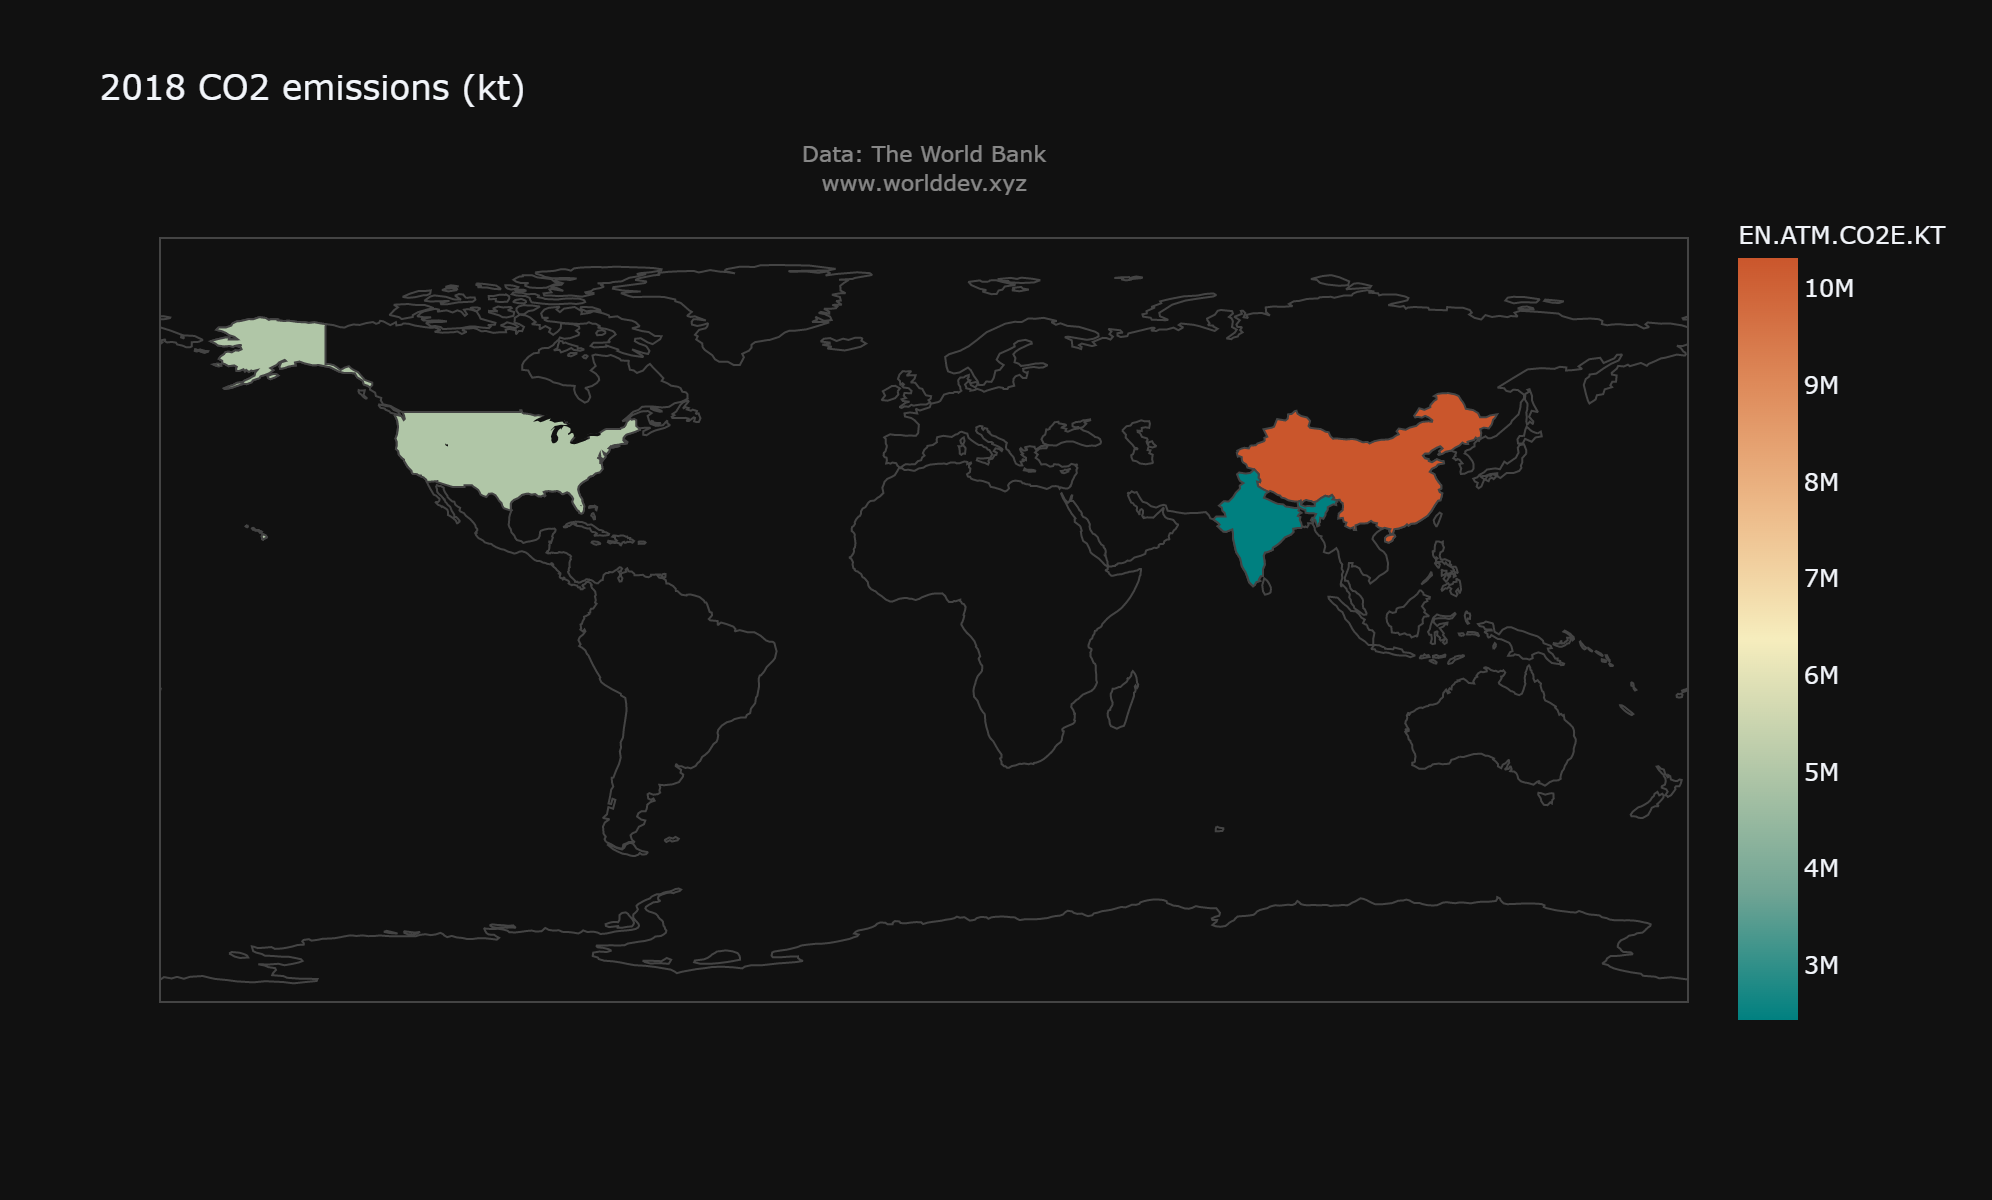 2018 CO2 emissions (kt)
Data: The World Bank
www.worlddev.xyz
EN.ATM.CO2E.KT
10M
9M
8M
7M
6M
5M
4M
3M